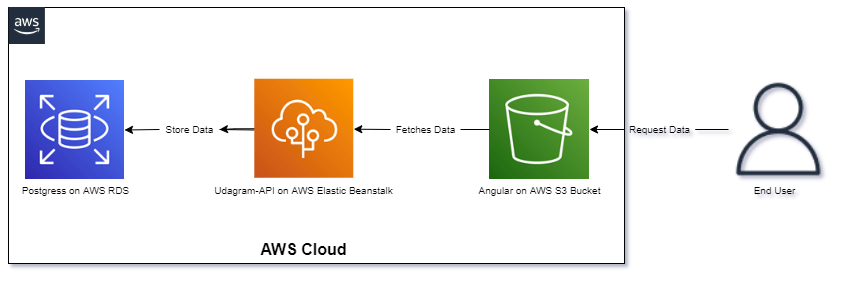 aws
Store Data
Fetches Data
Request Data
Postgress on AWS RDS
Udagram-API on AWS Elastic Beanstalk
Angular on AWS S3 Bucket
End User
AWS Cloud